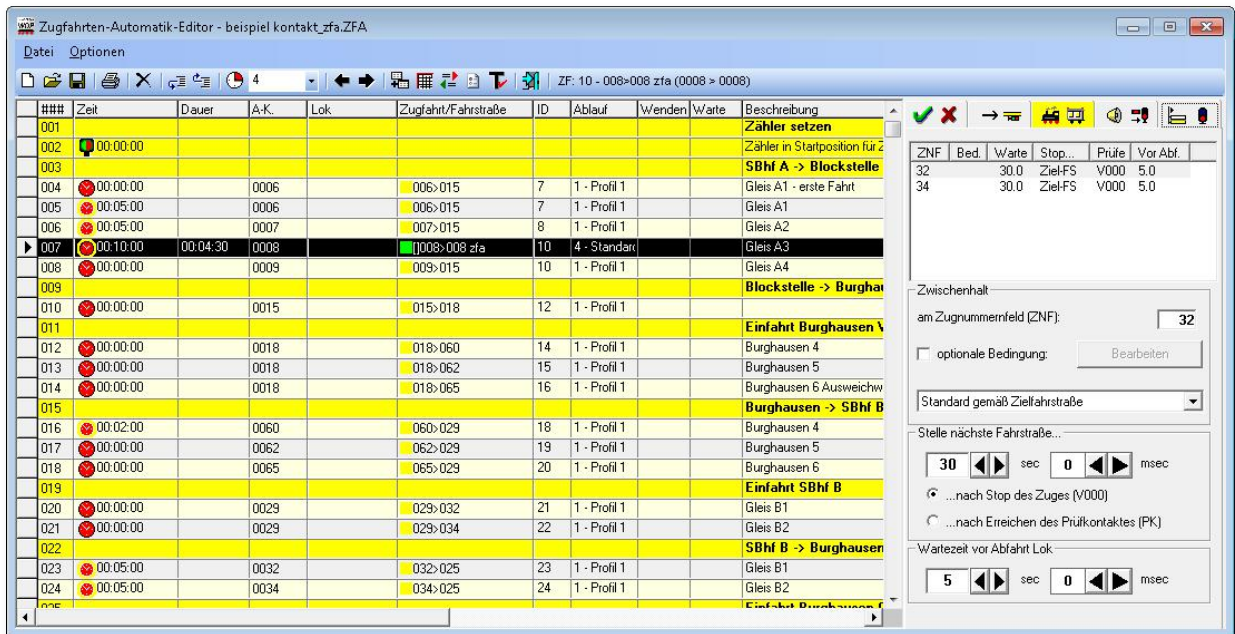 Zugfahrten-Automatik-Editor - beispiel kontakt_zfa.ZFA
Datei Optionen
4 ZF: 10 - 008>008 zfa (0008 > 0008)
### Zeit Dauer A-K. Lok Zugfahrt/Fahrstraße ID Ablauf Wenden Warte Beschreibung
001 Zähler setzen
002 00:00:00 Zähler in Startposition für Z
003 SBhf A -> Blockstelle
004 00:00:00 0006 006>015 7 1 - Profil 1 Gleis A1 - erste Fahrt
005 00:05:00 0006 006>015 7 1 - Profil 1 Gleis A1
006 00:05:00 0007 007>015 8 1 - Profil 1 Gleis A2
007 00:10:00 00:04:30 0008 []008>008 zfa 10 4 - Standard Gleis A3
008 00:00:00 0009 009>015 10 1 - Profil 1 Gleis A4
009 Blockstelle -> Burghau
010 00:00:00 0015 015>018 12 1 - Profil 1
011 Einfahrt Burghausen V
012 00:00:00 0018 018>060 14 1 - Profil 1 Burghausen 4
013 00:00:00 0018 018>062 15 1 - Profil 1 Burghausen 5
014 00:00:00 0018 018>065 16 1 - Profil 1 Burghausen 6 Ausweichw
015 Burghausen -> SBhf B
016 00:02:00 0060 060>029 18 1 - Profil 1 Burghausen 4
017 00:00:00 0062 062>029 19 1 - Profil 1 Burghausen 5
018 00:00:00 0065 065>029 20 1 - Profil 1 Burghausen 6
019 Einfahrt SBhf B
020 00:00:00 0029 029>032 21 1 - Profil 1 Gleis B1
021 00:00:00 0029 029>034 22 1 - Profil 1 Gleis B2
022 SBhf B -> Burghausen
023 00:05:00 0032 032>025 23 1 - Profil 1 Gleis B1
024 00:05:00 0034 034>025 24 1 - Profil 1 Gleis B2
025 Einfahrt Burghausen
ZNF Bed. Warte Stop... Prüfe Vor Abf.
32 30.0 Ziel-FS V000 5.0
34 30.0 Ziel-FS V000 5.0
Zwischenhalt
am Zugnummernfeld (ZNF): 32
optionale Bedingung: Bearbeiten
Standard gemäß Zielfahrstraße
Stelle nächste Fahrstraße...
30 sec 0 msec
...nach Stop des Zuges (V000)
...nach Erreichen des Prüfkontaktes (PK)
Wartezeit vor Abfahrt Lok
5 sec 0 msec